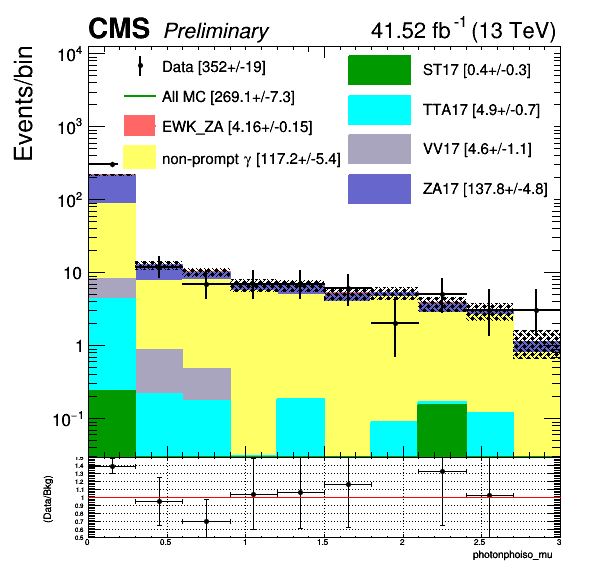 CMS Preliminary 41.52 fb⁻¹ (13 TeV)
Events/bin
10⁴
10³
10²
10
1
10⁻¹
Data [352+/-19]
All MC [269.1+/-7.3]
EWK_ZA [4.16+/-0.15]
non-prompt γ [117.2+/-5.4]
ST17 [0.4+/-0.3]
TTA17 [4.9+/-0.7]
VV17 [4.6+/-1.1]
ZA17 [137.8+/-4.8]
(Data/Bkg)
1.5
1.4
1.3
1.2
1.1
1
0.9
0.8
0.7
0.6
0.5
0 0.5 1 1.5 2 2.5 3
photonphoiso_mu